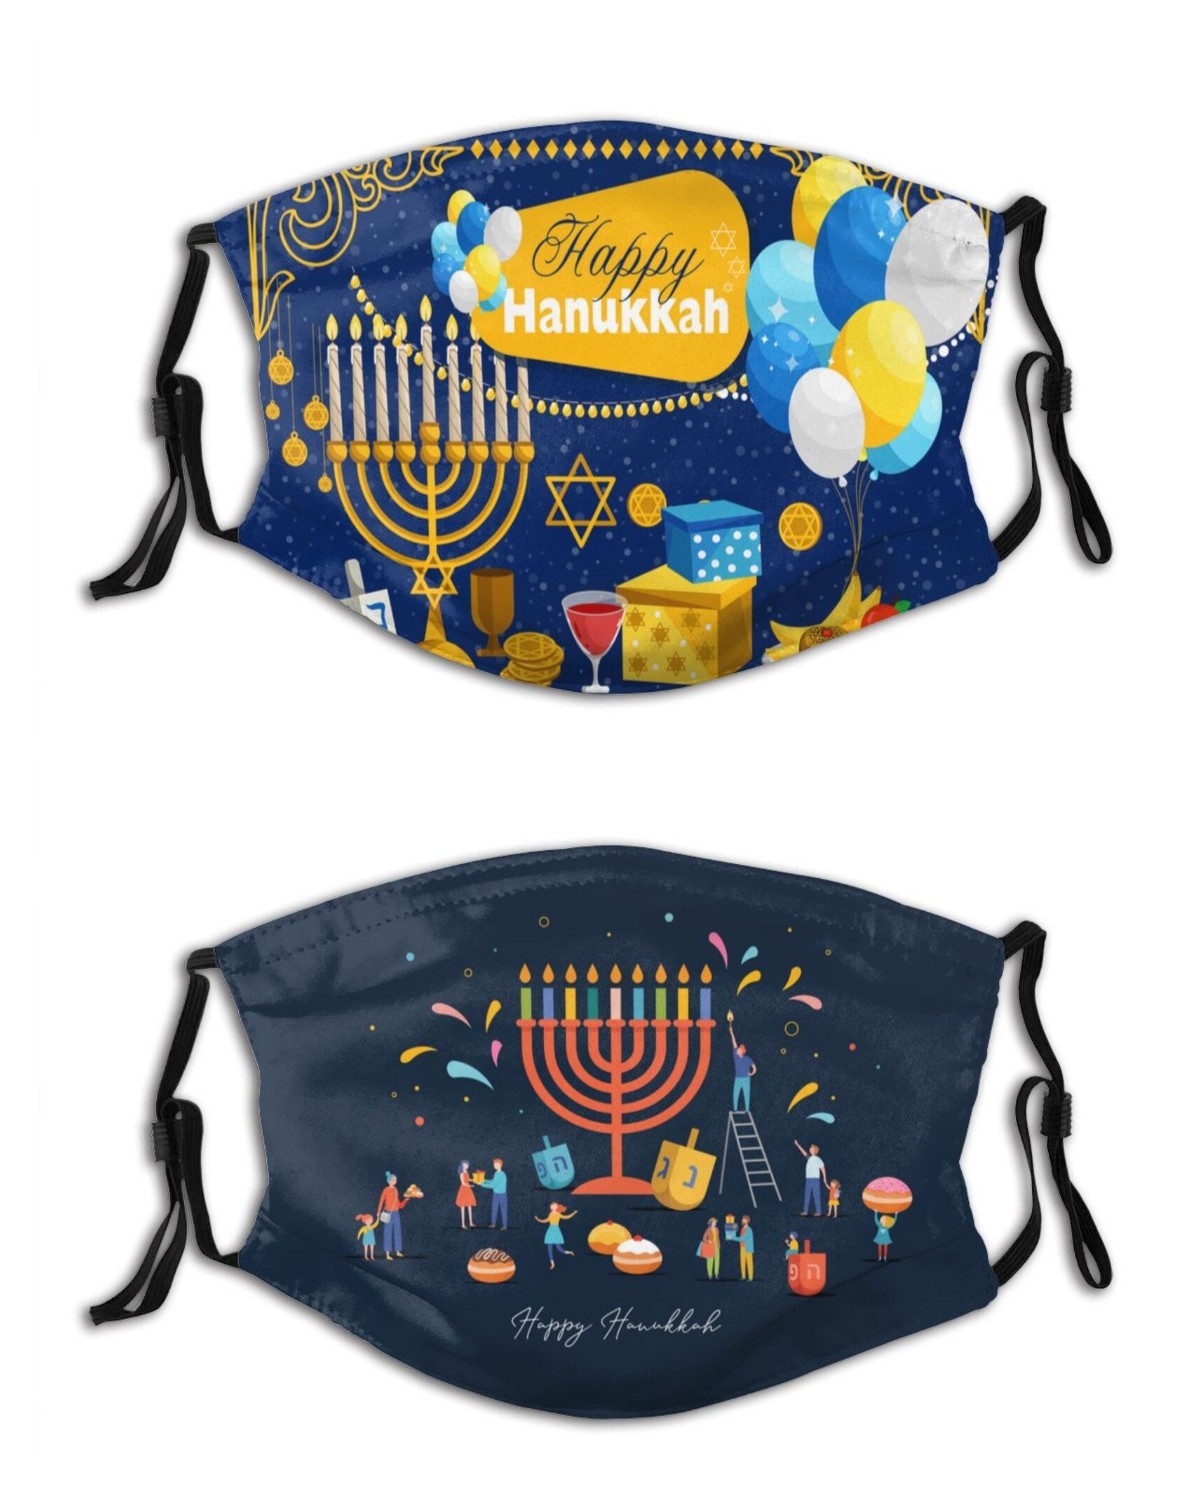 Happy
Hanukkah
ה פ
ג נ
פ ה
Happy Hanukkah